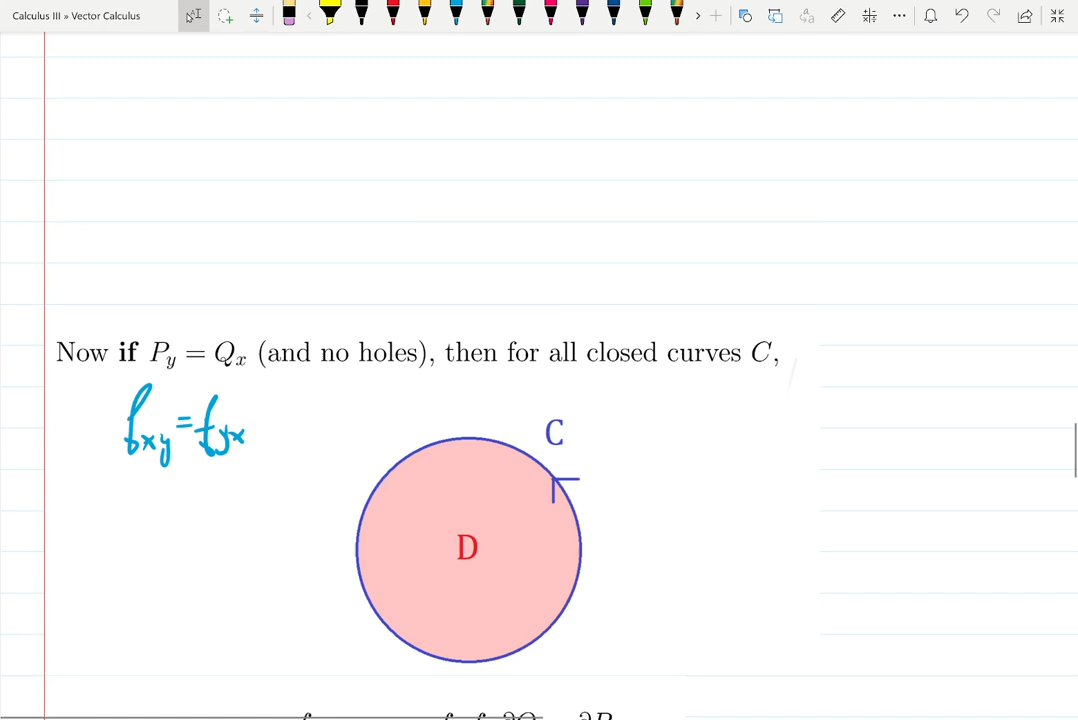 Calculus III » Vector Calculus
Now if P_y = Q_x (and no holes), then for all closed curves C,
f_xy = f_yx
C
D